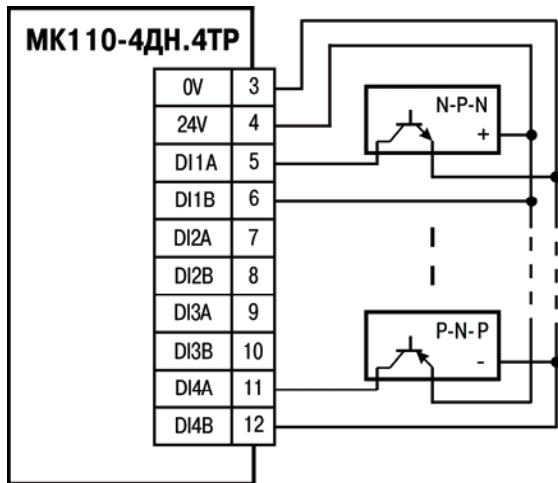 МК110-4ДН.4ТР
0V 3
24V 4
DI1A 5
DI1B 6
DI2A 7
DI2B 8
DI3A 9
DI3B 10
DI4A 11
DI4B 12
N-P-N
+
P-N-P
-